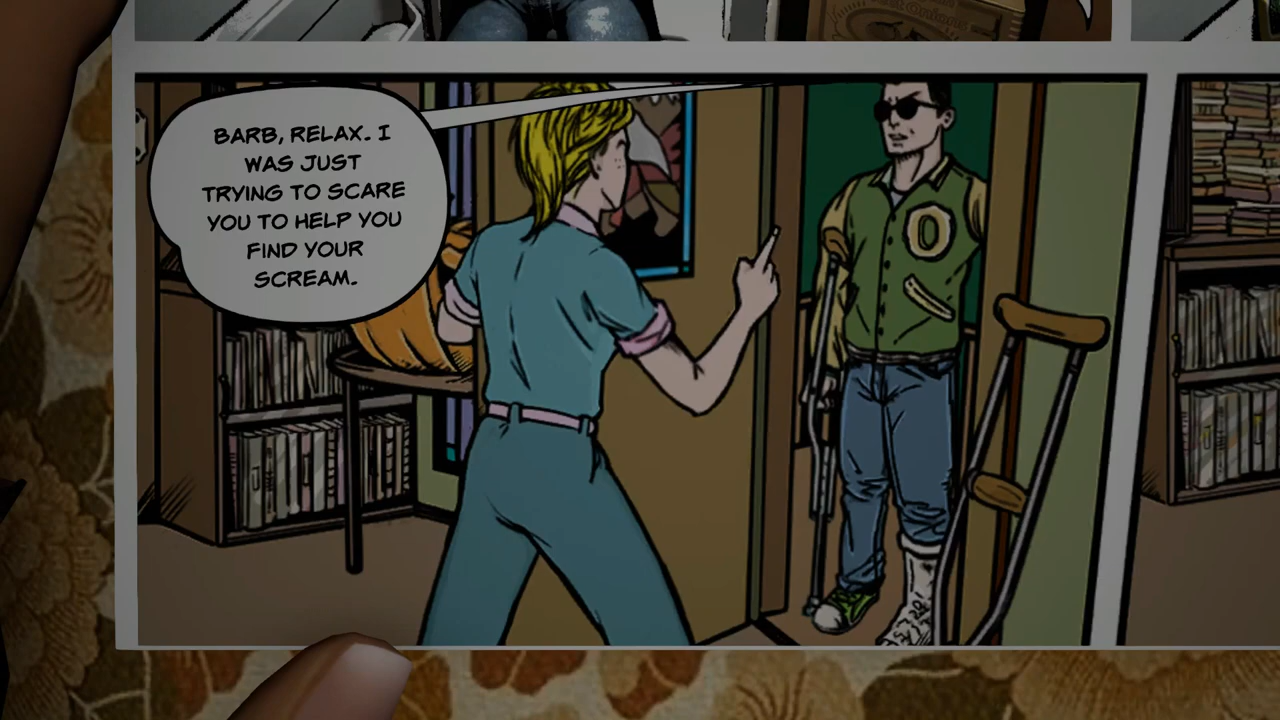 BARB, RELAX. I
WAS JUST
TRYING TO SCARE
YOU TO HELP YOU
FIND YOUR
SCREAM.
O